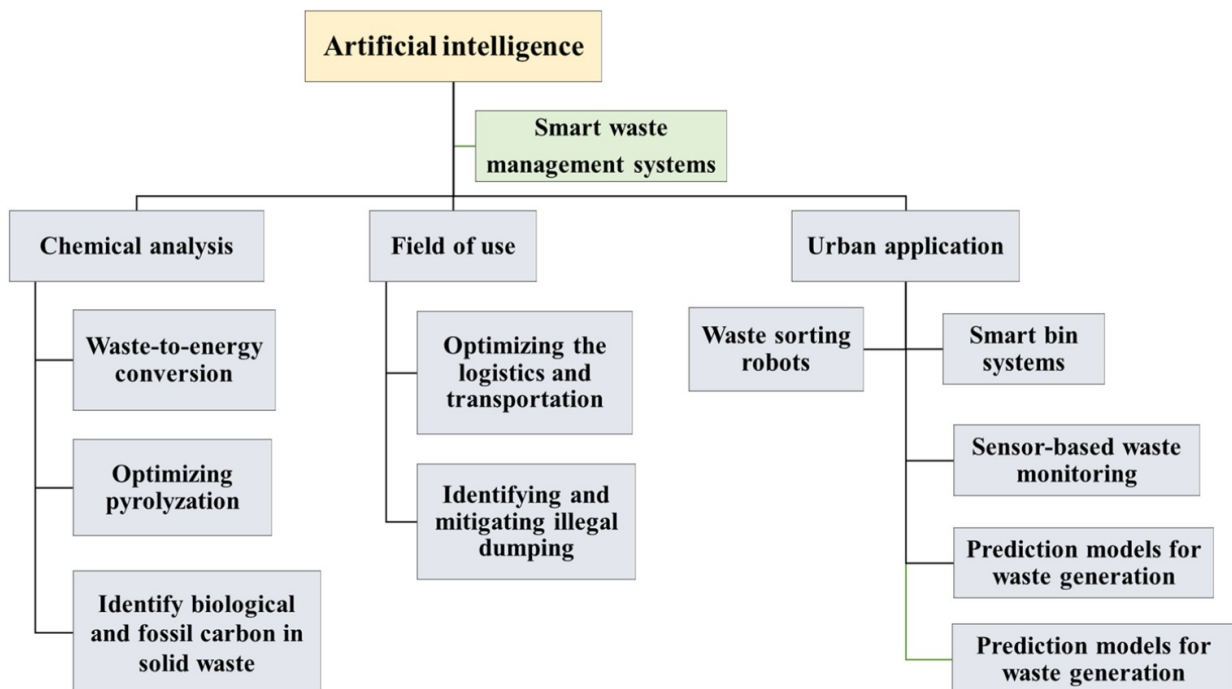 Artificial intelligence
Smart waste
management systems
Chemical analysis
Field of use
Urban application
Waste-to-energy
conversion
Optimizing
pyrolyzation
Identify biological
and fossil carbon in
solid waste
Optimizing the
logistics and
transportation
Identifying and
mitigating illegal
dumping
Waste sorting
robots
Smart bin
systems
Sensor-based waste
monitoring
Prediction models for
waste generation
Prediction models for
waste generation